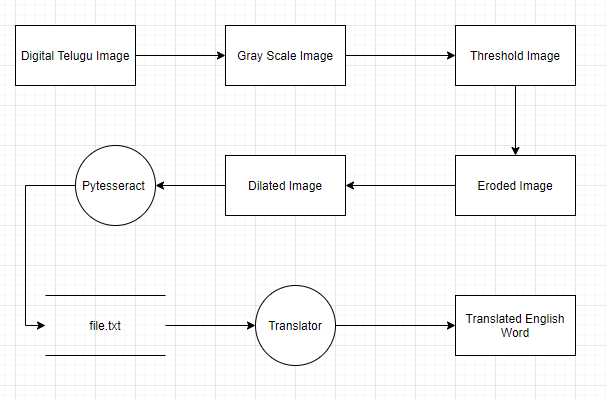 Digital Telugu Image
Gray Scale Image
Threshold Image
Eroded Image
Dilated Image
Pytesseract
file.txt
Translator
Translated English
Word